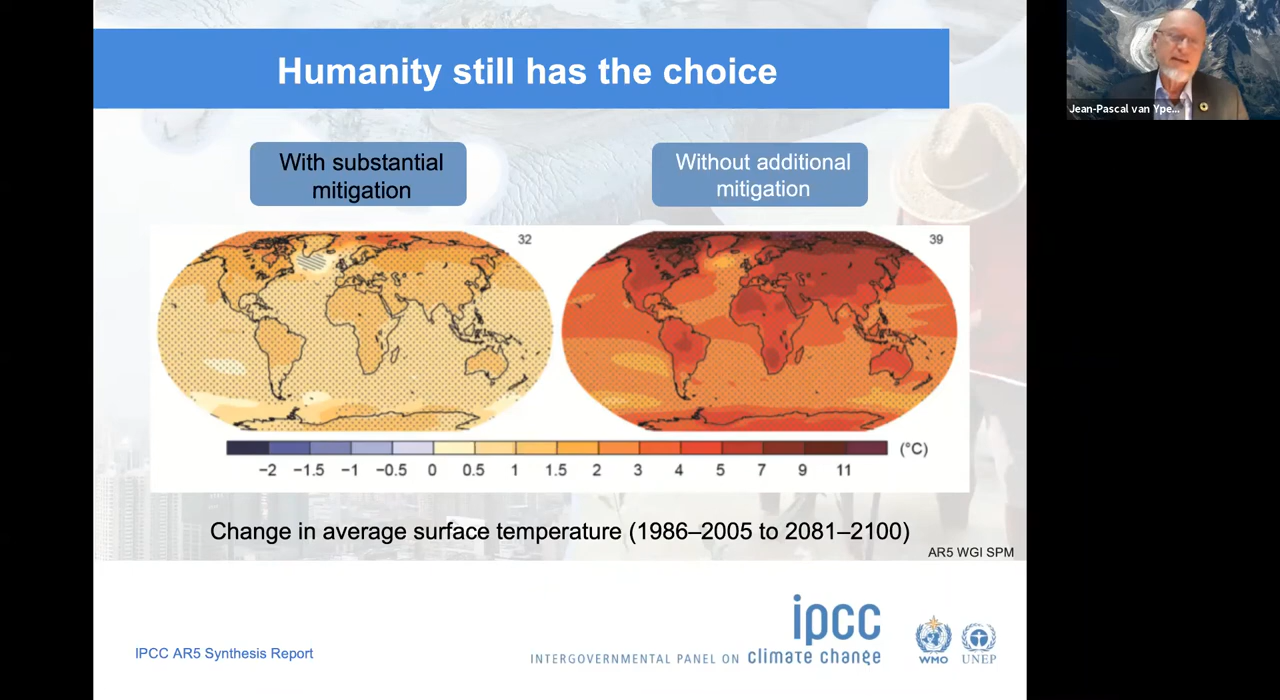 Humanity still has the choice
Jean-Pascal van Ype...
With substantial
mitigation
Without additional
mitigation
32
39
−2 −1.5 −1 −0.5 0 0.5 1 1.5 2 3 4 5 7 9 11
(°C)
Change in average surface temperature (1986–2005 to 2081–2100)
AR5 WGI SPM
IPCC AR5 Synthesis Report
ipcc
INTERGOVERNMENTAL PANEL ON climate change
WMO
UNEP